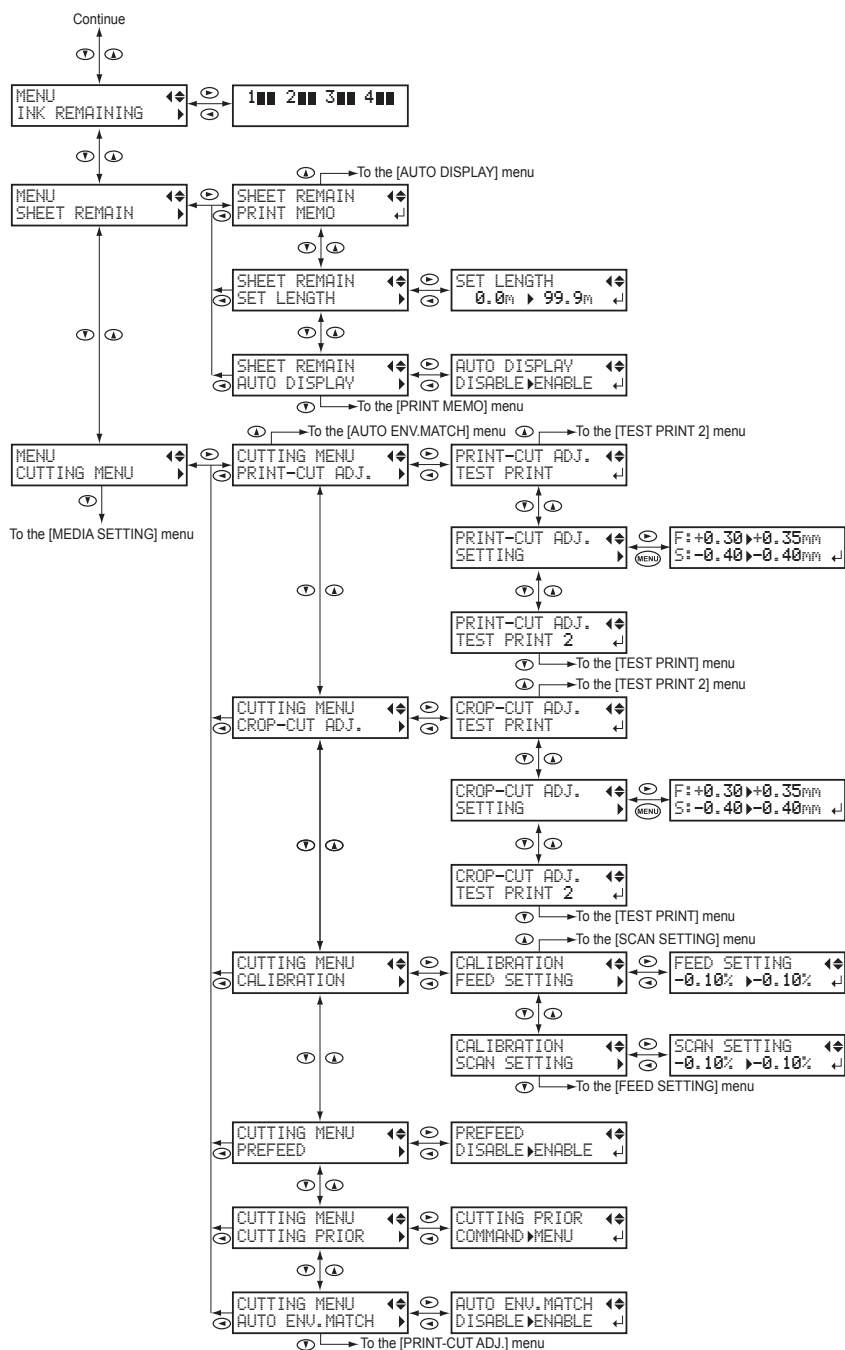 Continue
MENU
INK REMAINING
1■■ 2■■ 3■■ 4■■
To the [AUTO DISPLAY] menu
MENU
SHEET REMAIN
SHEET REMAIN
PRINT MEMO
SHEET REMAIN
SET LENGTH
SET LENGTH
0.0m ▶ 99.9m
SHEET REMAIN
AUTO DISPLAY
AUTO DISPLAY
DISABLE▶ENABLE
To the [PRINT MEMO] menu
To the [AUTO ENV.MATCH] menu
To the [TEST PRINT 2] menu
MENU
CUTTING MENU
CUTTING MENU
PRINT-CUT ADJ.
PRINT-CUT ADJ.
TEST PRINT
To the [MEDIA SETTING] menu
PRINT-CUT ADJ.
SETTING
MENU
F:+0.30▶+0.35mm
S:-0.40▶-0.40mm
PRINT-CUT ADJ.
TEST PRINT 2
To the [TEST PRINT] menu
To the [TEST PRINT 2] menu
CUTTING MENU
CROP-CUT ADJ.
CROP-CUT ADJ.
TEST PRINT
CROP-CUT ADJ.
SETTING
MENU
F:+0.30▶+0.35mm
S:-0.40▶-0.40mm
CROP-CUT ADJ.
TEST PRINT 2
To the [TEST PRINT] menu
To the [SCAN SETTING] menu
CUTTING MENU
CALIBRATION
CALIBRATION
FEED SETTING
FEED SETTING
-0.10% ▶-0.10%
CALIBRATION
SCAN SETTING
SCAN SETTING
-0.10% ▶-0.10%
To the [FEED SETTING] menu
CUTTING MENU
PREFEED
PREFEED
DISABLE▶ENABLE
CUTTING MENU
CUTTING PRIOR
CUTTING PRIOR
COMMAND▶MENU
CUTTING MENU
AUTO ENV.MATCH
AUTO ENV.MATCH
DISABLE▶ENABLE
To the [PRINT-CUT ADJ.] menu